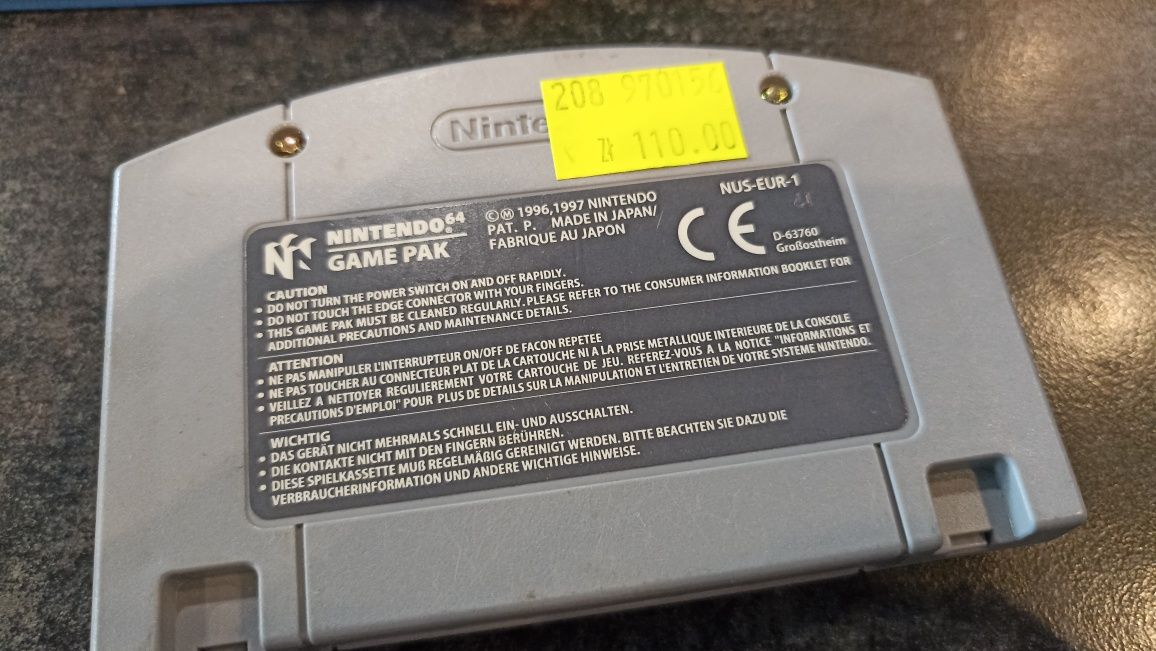 208 970156
Zł 110.00
Ninte
NUS-EUR-1
NINTENDO 64
GAME PAK
©Ⓜ 1996,1997 NINTENDO
PAT. P. MADE IN JAPAN/
FABRIQUE AU JAPON
CE
D-63760
Großostheim
CAUTION
• DO NOT TURN THE POWER SWITCH ON AND OFF RAPIDLY.
• DO NOT TOUCH THE EDGE CONNECTOR WITH YOUR FINGERS.
• THIS GAME PAK MUST BE CLEANED REGULARLY. PLEASE REFER TO THE CONSUMER INFORMATION BOOKLET FOR
ADDITIONAL PRECAUTIONS AND MAINTENANCE DETAILS.
ATTENTION
• NE PAS MANIPULER L'INTERRUPTEUR ON/OFF DE FACON REPETEE
• NE PAS TOUCHER AU CONNECTEUR PLAT DE LA CARTOUCHE NI A LA PRISE METALLIQUE INTERIEURE DE LA CONSOLE
• VEILLEZ A NETTOYER REGULIEREMENT VOTRE CARTOUCHE DE JEU. REFEREZ-VOUS A LA NOTICE "INFORMATIONS ET
PRECAUTIONS D'EMPLOI" POUR PLUS DE DETAILS SUR LA MANIPULATION ET L'ENTRETIEN DE VOTRE SYSTEME NINTENDO.
WICHTIG
• DAS GERÄT NICHT MEHRMALS SCHNELL EIN- UND AUSSCHALTEN.
• DIE KONTAKTE NICHT MIT DEN FINGERN BERÜHREN.
• DIESE SPIELKASSETTE MUß REGELMÄßIG GEREINIGT WERDEN. BITTE BEACHTEN SIE DAZU DIE
VERBRAUCHERINFORMATION UND ANDERE WICHTIGE HINWEISE.